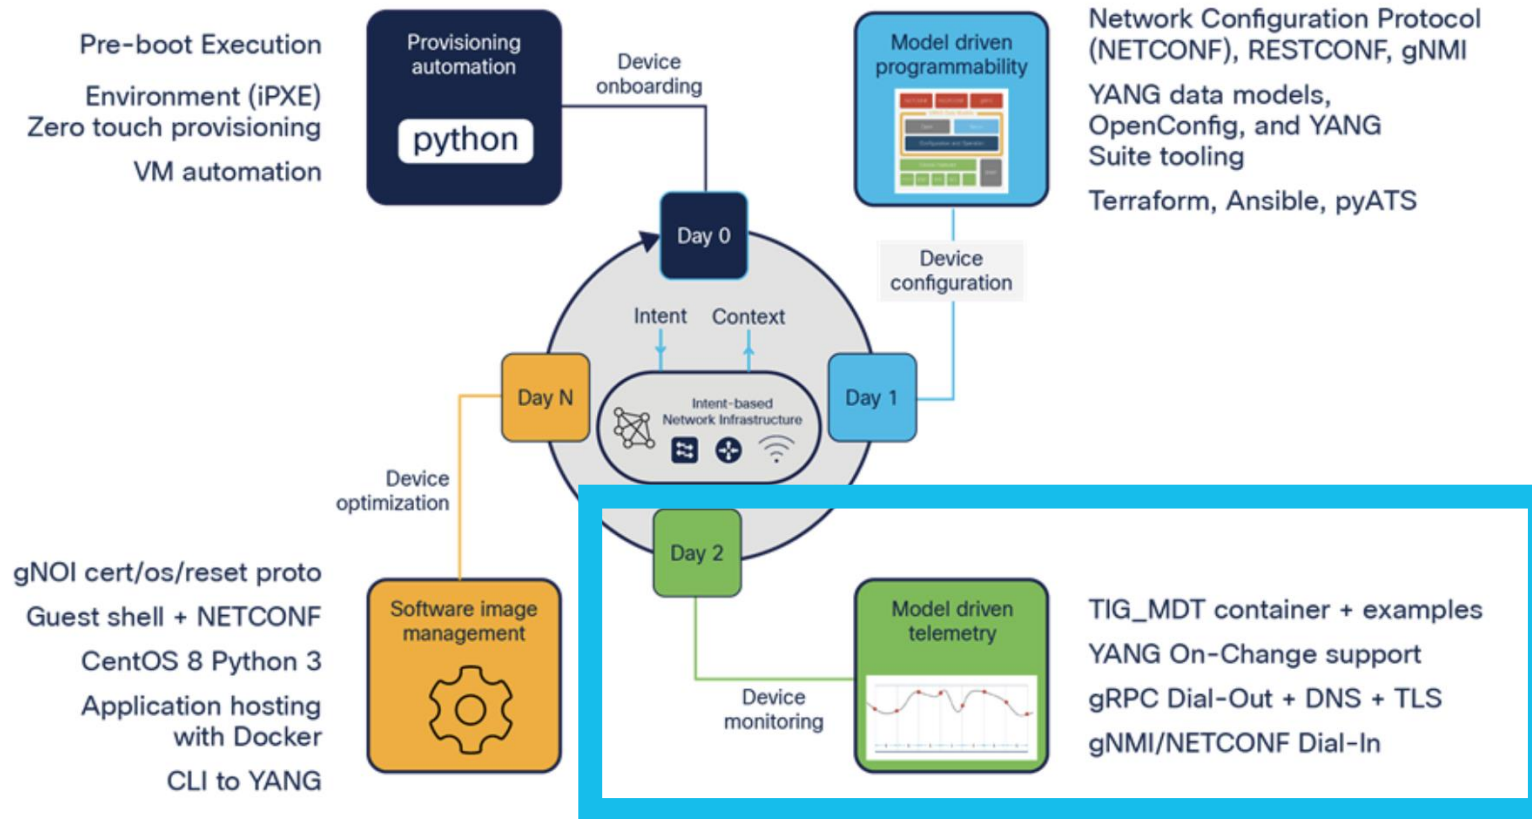 Pre-boot Execution
Environment (iPXE)
Zero touch provisioning
VM automation
Provisioning
automation
python
Device
onboarding
Model driven
programmability
Network Configuration Protocol
(NETCONF), RESTCONF, gNMI
YANG data models,
OpenConfig, and YANG
Suite tooling
Terraform, Ansible, pyATS
Day 0
Device
configuration
Intent
Context
Day N
Intent-based
Network Infrastructure
Day 1
Device
optimization
Day 2
gNOI cert/os/reset proto
Guest shell + NETCONF
CentOS 8 Python 3
Application hosting
with Docker
CLI to YANG
Software image
management
Device
monitoring
Model driven
telemetry
TIG_MDT container + examples
YANG On-Change support
gRPC Dial-Out + DNS + TLS
gNMI/NETCONF Dial-In